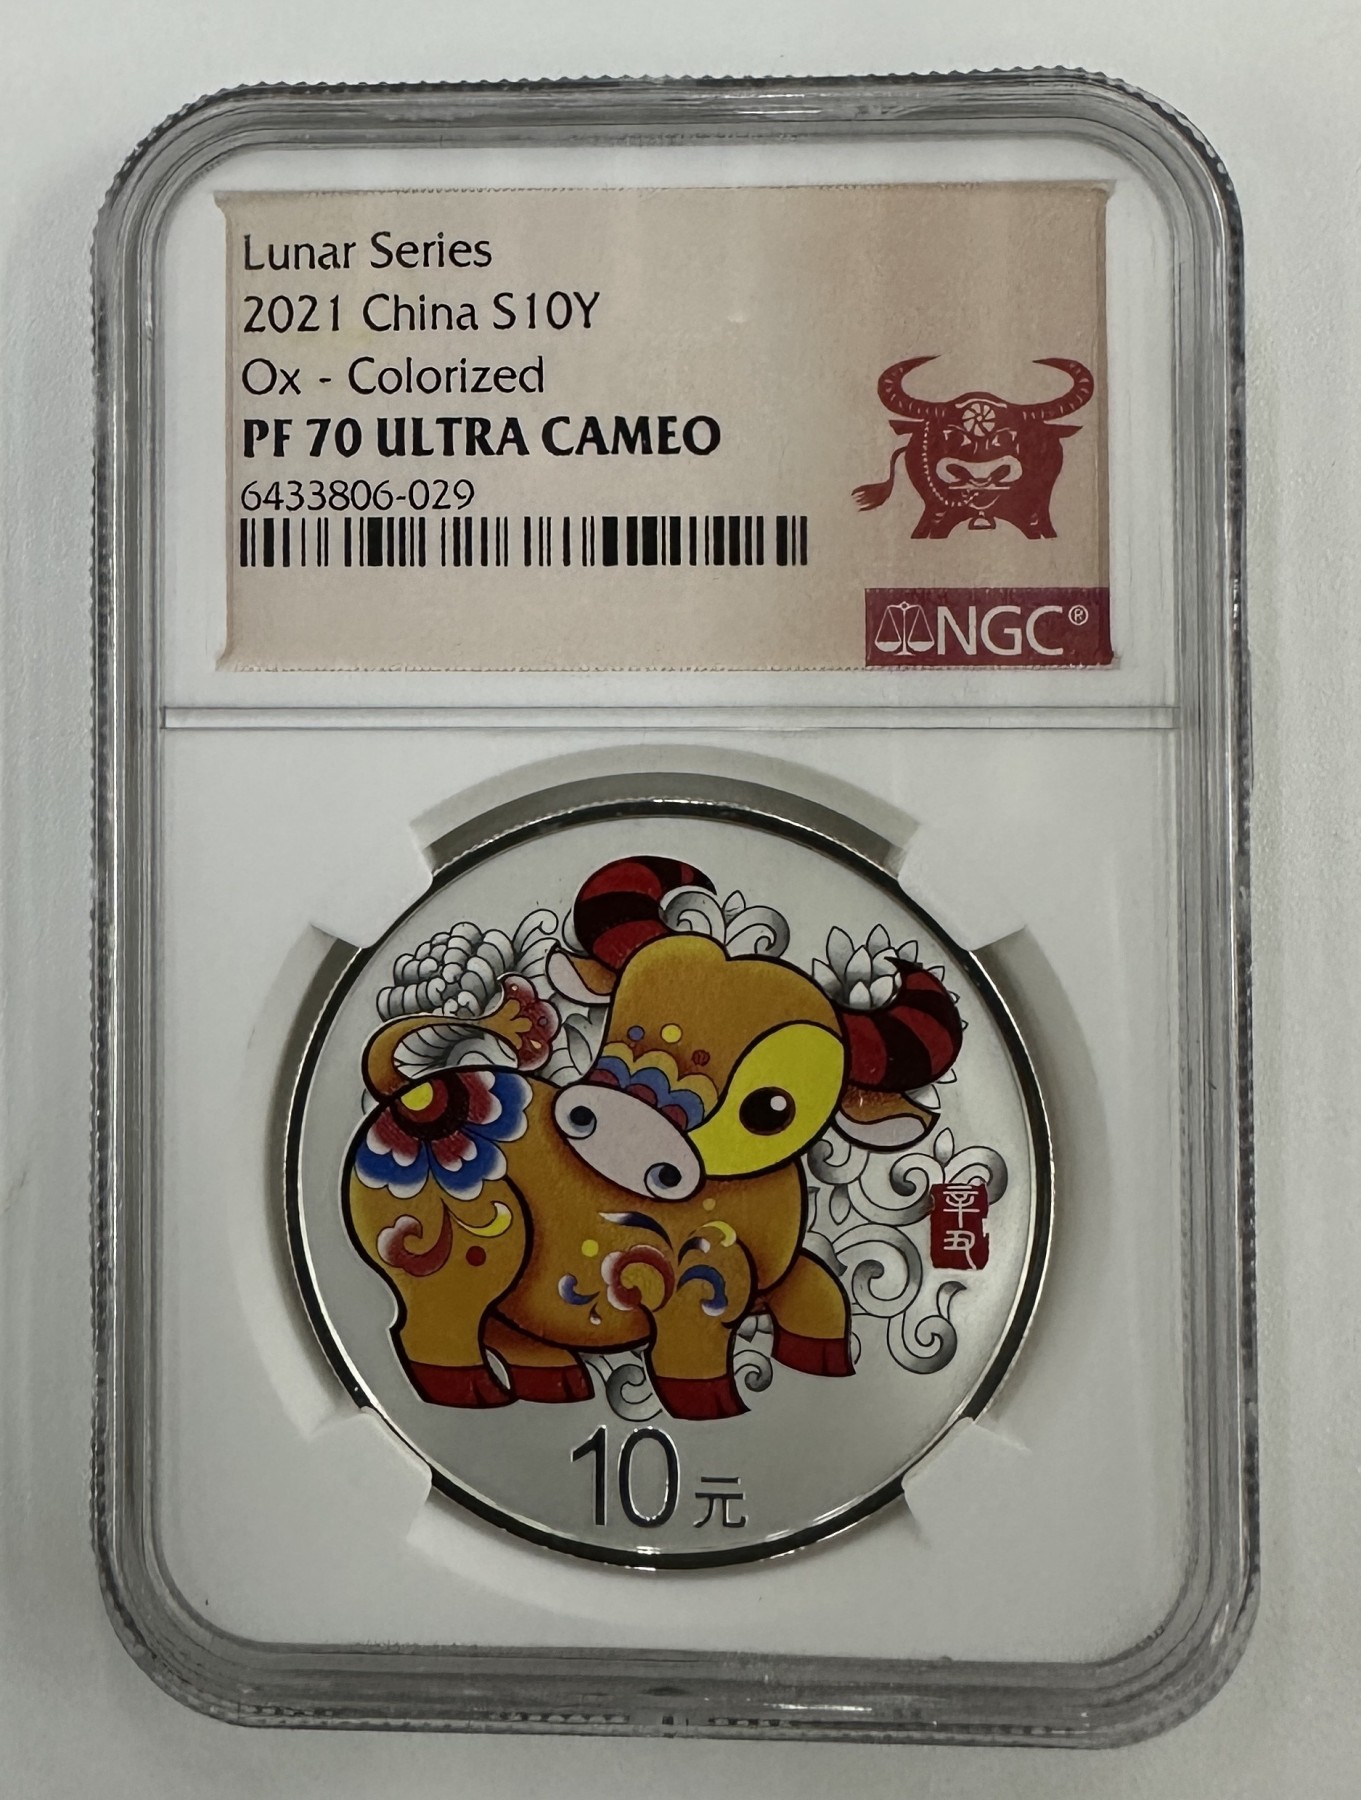 Lunar Series
2021 China S10Y
Ox - Colorized
PF 70 ULTRA CAMEO
6433806-029
NGC®
辛
丑
10元